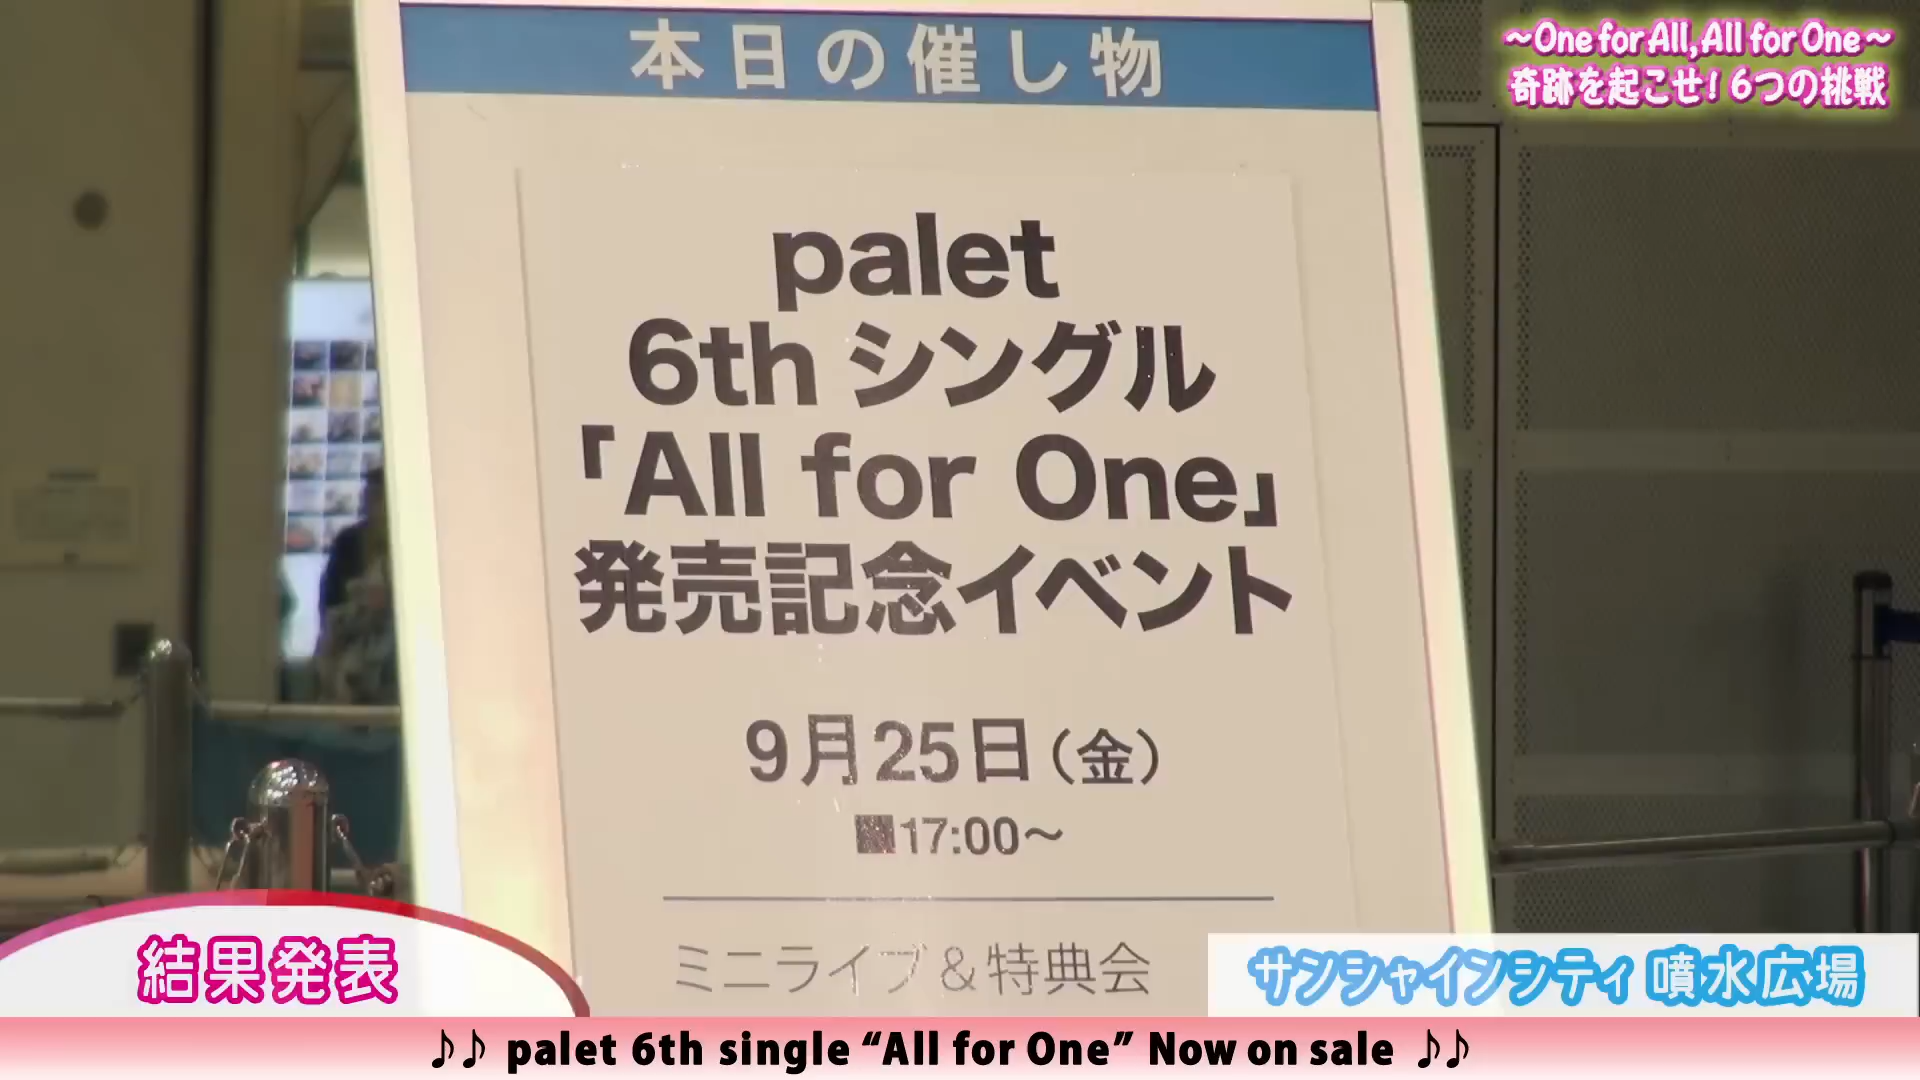 ~One for All, All for One~
奇跡を起こせ！6つの挑戦
本日の催し物
palet
6th シングル
「All for One」
発売記念イベント
9月25日（金）
■17:00～
ミニライブ＆特典会
結果発表
サンシャインシティ 噴水広場
♪♪ palet 6th single “All for One” Now on sale ♪♪